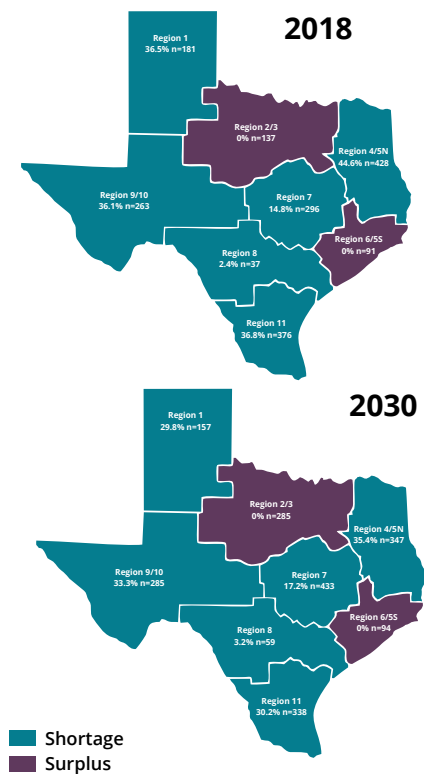 2018
Region 1
36.5% n=181
Region 2/3
0% n=137
Region 4/5N
44.6% n=428
Region 9/10
36.1% n=263
Region 7
14.8% n=296
Region 6/5S
0% n=91
Region 8
2.4% n=37
Region 11
36.8% n=376
2030
Region 1
29.8% n=157
Region 2/3
0% n=285
Region 4/5N
35.4% n=347
Region 9/10
33.3% n=285
Region 7
17.2% n=433
Region 6/5S
0% n=94
Region 8
3.2% n=59
Region 11
30.2% n=338
Shortage
Surplus